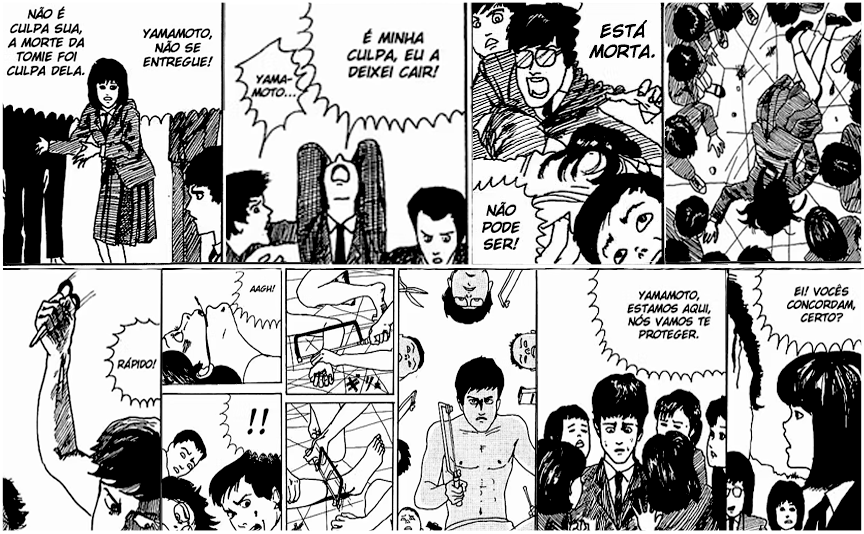 NÃO É
CULPA SUA,
A MORTE DA
TOMIE FOI
CULPA DELA.
YAMAMOTO,
NÃO SE
ENTREGUE!
YAMA-
MOTO...
É MINHA
CULPA, EU A
DEIXEI CAIR!
ESTÁ
MORTA.
NÃO
PODE
SER!
RÁPIDO!
AAGH!
!!
YAMAMOTO,
ESTAMOS AQUI,
NÓS VAMOS TE
PROTEGER.
EI! VOCÊS
CONCORDAM,
CERTO?